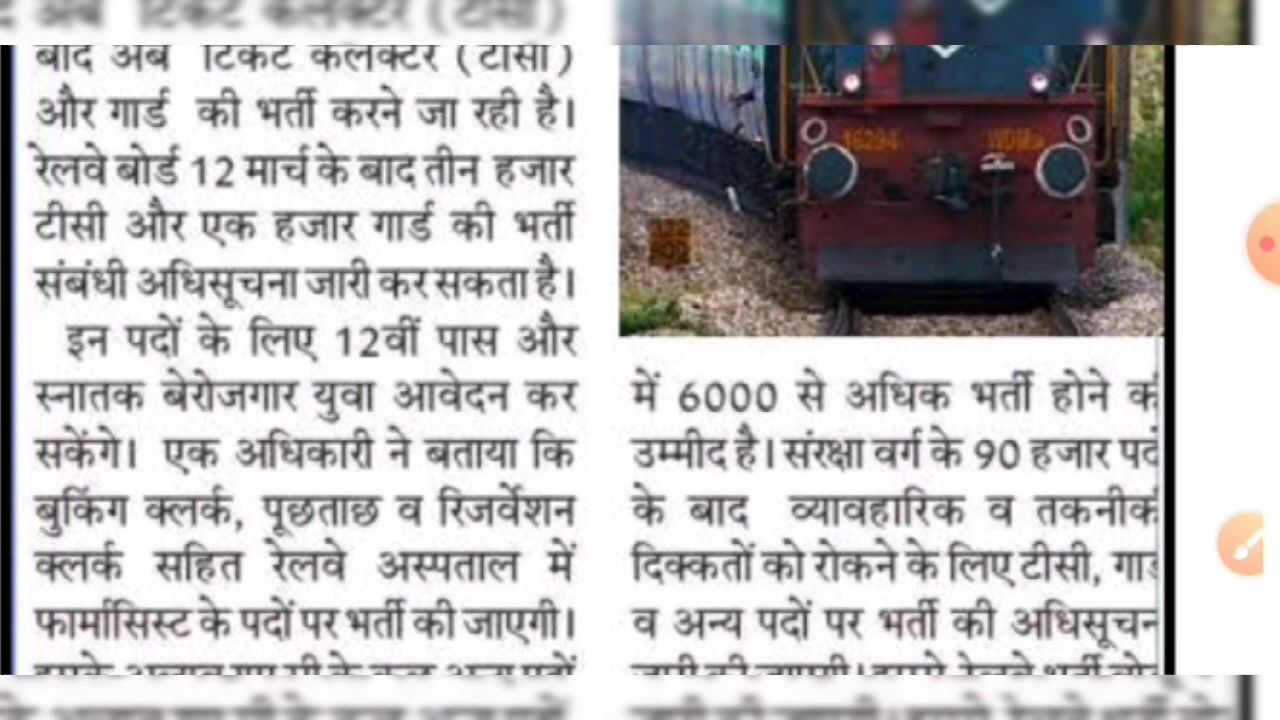 बाद अब टिकट कलक्टर (टीसी)
और गार्ड की भर्ती करने जा रही है।
रेलवे बोर्ड 12 मार्च के बाद तीन हजार
टीसी और एक हजार गार्ड की भर्ती
संबंधी अधिसूचना जारी कर सकता है।
इन पदों के लिए 12वीं पास और
स्नातक बेरोजगार युवा आवेदन कर
सकेंगे। एक अधिकारी ने बताया कि
बुकिंग क्लर्क, पूछताछ व रिजर्वेशन
क्लर्क सहित रेलवे अस्पताल में
फार्मासिस्ट के पदों पर भर्ती की जाएगी।
16294
में 6000 से अधिक भर्ती होने
उम्मीद है। संरक्षा वर्ग के 90 हजार
के बाद व्यावहारिक व
दिक्कतों को रोकने के लिए टीसी,
व अन्य पदों पर भर्ती की